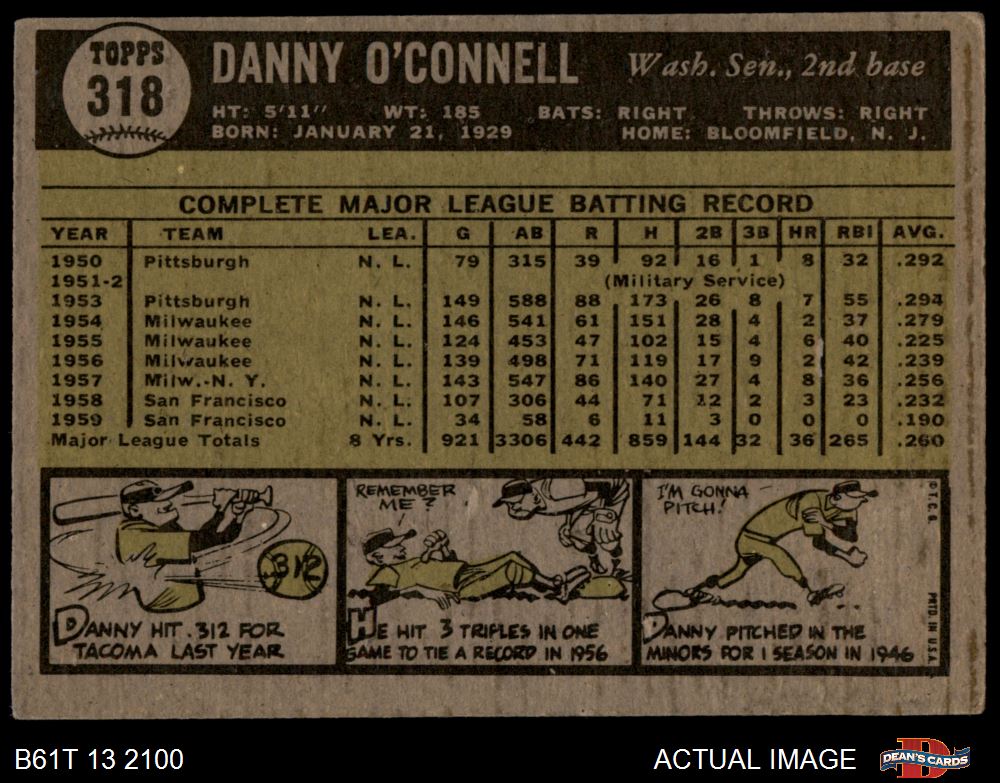 TOPPS
318
DANNY O'CONNELL
Wash. Sen., 2nd base
HT: 5'11" WT: 185 BATS: RIGHT THROWS: RIGHT
BORN: JANUARY 21, 1929 HOME: BLOOMFIELD, N. J.
COMPLETE MAJOR LEAGUE BATTING RECORD
YEAR TEAM LEA. G AB R H 2B 3B HR RBI AVG.
1950 Pittsburgh N. L. 79 315 39 92 16 1 8 32 .292
1951-2 (Military Service)
1953 Pittsburgh N. L. 149 588 88 173 26 8 7 55 .294
1954 Milwaukee N. L. 146 541 61 151 28 4 2 37 .279
1955 Milwaukee N. L. 124 453 47 102 15 4 6 40 .225
1956 Milwaukee N. L. 139 498 71 119 17 9 2 42 .239
1957 Milw.-N. Y. N. L. 143 547 86 140 27 4 8 36 .256
1958 San Francisco N. L. 107 306 44 71 12 2 3 23 .232
1959 San Francisco N. L. 34 58 6 11 3 0 0 0 .190
Major League Totals 8 Yrs. 921 3306 442 859 144 32 36 265 .260
312
DANNY HIT .312 FOR
TACOMA LAST YEAR
REMEMBER
ME?
HE HIT 3 TRIPLES IN ONE
GAME TO TIE A RECORD IN 1956
I'M GONNA
PITCH!
DANNY PITCHED IN THE
MINORS FOR 1 SEASON IN 1946
© T. C. G.
PRTD. IN U.S.A.
B61T 13 2100
ACTUAL IMAGE
DEAN'S CARDS